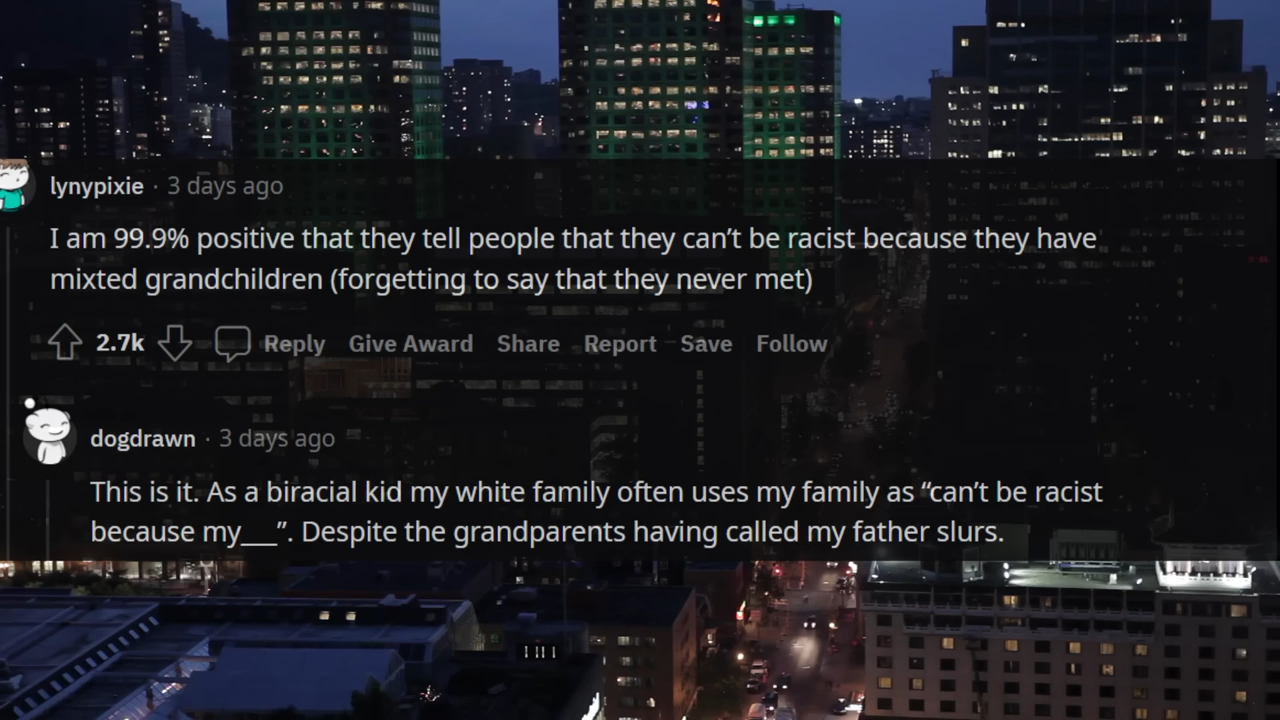 lynypixie · 3 days ago
I am 99.9% positive that they tell people that they can’t be racist because they have
mixted grandchildren (forgetting to say that they never met)
2.7k Reply Give Award Share Report Save Follow
dogdrawn · 3 days ago
This is it. As a biracial kid my white family often uses my family as “can’t be racist
because my___”. Despite the grandparents having called my father slurs.